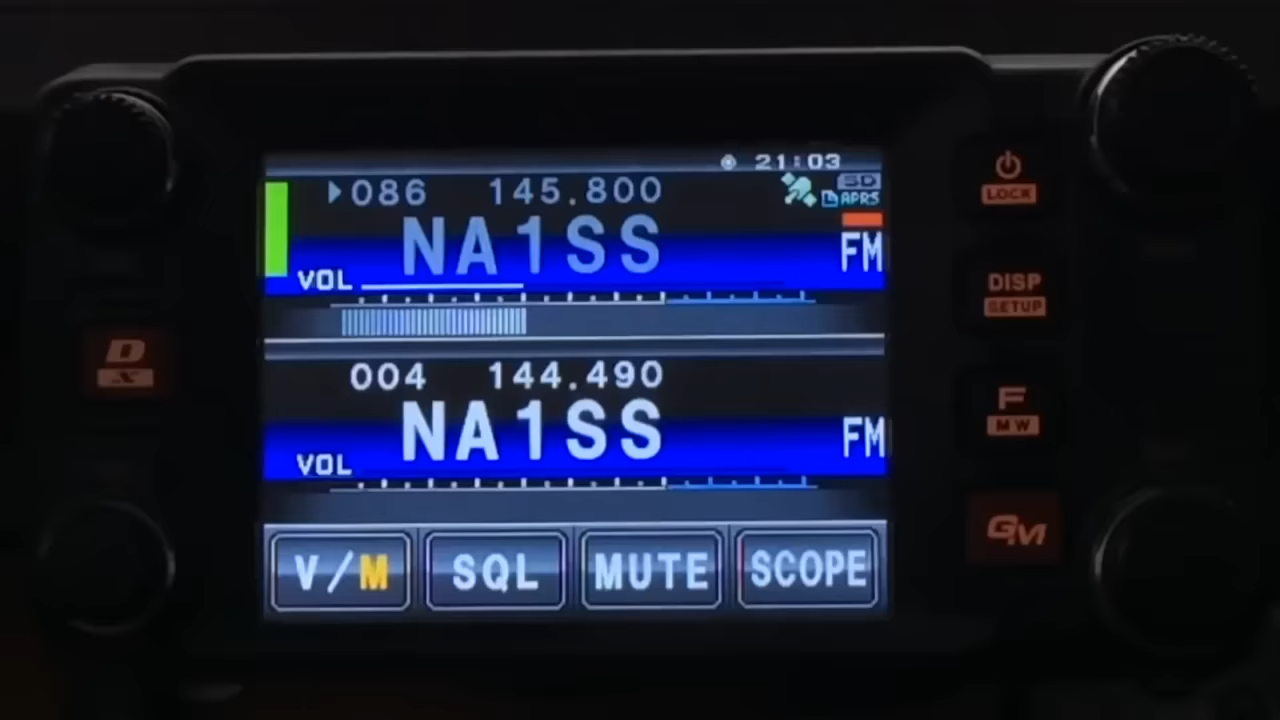 21:03
086 145.800
SD
APRS
NA1SS FM
VOL
004 144.490
NA1SS FM
VOL
V/M SQL MUTE SCOPE
D
X
LOCK
DISP
SETUP
F
MW
GM